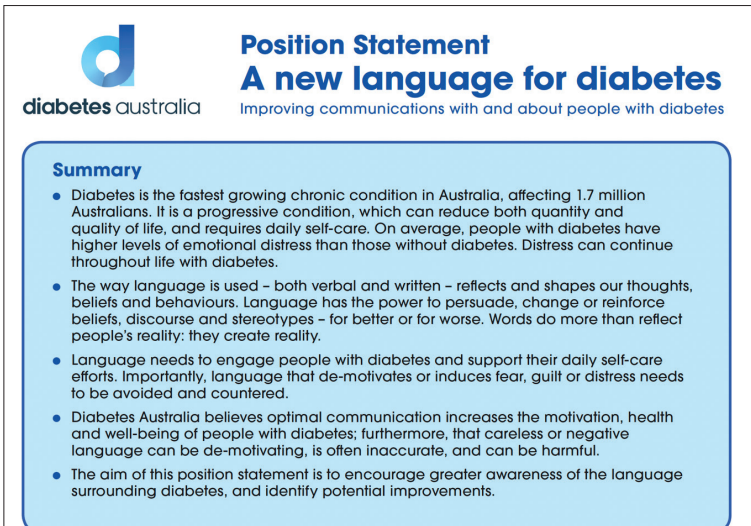 diabetes australia
Position Statement
A new language for diabetes
Improving communications with and about people with diabetes
Summary
• Diabetes is the fastest growing chronic condition in Australia, affecting 1.7 million
Australians. It is a progressive condition, which can reduce both quantity and
quality of life, and requires daily self-care. On average, people with diabetes have
higher levels of emotional distress than those without diabetes. Distress can continue
throughout life with diabetes.
• The way language is used – both verbal and written – reflects and shapes our thoughts,
beliefs and behaviours. Language has the power to persuade, change or reinforce
beliefs, discourse and stereotypes – for better or for worse. Words do more than reflect
people's reality: they create reality.
• Language needs to engage people with diabetes and support their daily self-care
efforts. Importantly, language that de-motivates or induces fear, guilt or distress needs
to be avoided and countered.
• Diabetes Australia believes optimal communication increases the motivation, health
and well-being of people with diabetes; furthermore, that careless or negative
language can be de-motivating, is often inaccurate, and can be harmful.
• The aim of this position statement is to encourage greater awareness of the language
surrounding diabetes, and identify potential improvements.